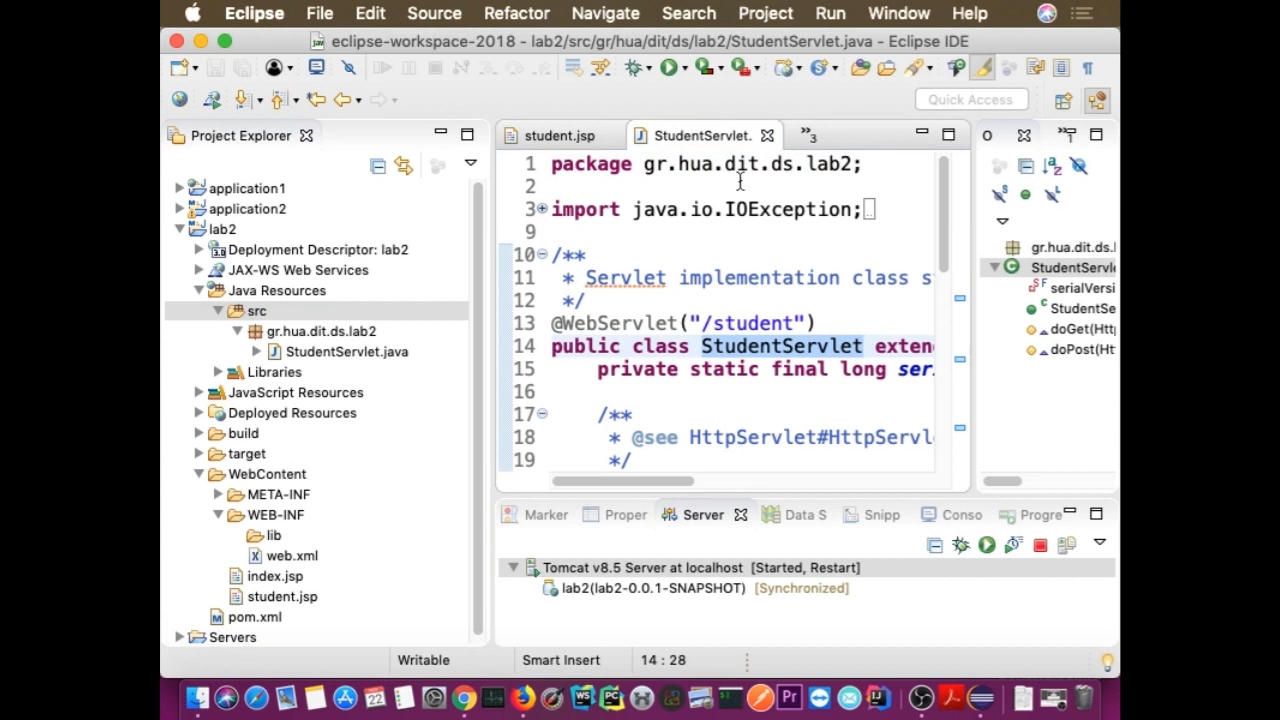 Eclipse File Edit Source Refactor Navigate Search Project Run Window Help
eclipse-workspace-2018 - lab2/src/gr/hua/dit/ds/lab2/StudentServlet.java - Eclipse IDE
Quick Access
Project Explorer
application1
application2
lab2
Deployment Descriptor: lab2
JAX-WS Web Services
Java Resources
src
gr.hua.dit.ds.lab2
StudentServlet.java
Libraries
JavaScript Resources
Deployed Resources
build
target
WebContent
META-INF
WEB-INF
lib
web.xml
index.jsp
student.jsp
pom.xml
Servers
student.jsp StudentServlet. »3
1 package gr.hua.dit.ds.lab2;
2
3 import java.io.IOException;
9
10 /**
11 * Servlet implementation class s
12 */
13 @WebServlet("/student")
14 public class StudentServlet exten
15 private static final long ser
16
17 /**
18 * @see HttpServlet#HttpServl
19 */
O »1
gr.hua.dit.ds.l
StudentServle
serialVersi
StudentSe
doGet(Htt
doPost(Ht
Marker Proper Server Data S Snipp Conso Progre
Tomcat v8.5 Server at localhost [Started, Restart]
lab2(lab2-0.0.1-SNAPSHOT) [Synchronized]
Writable Smart Insert 14 : 28
22 WS PC Pr